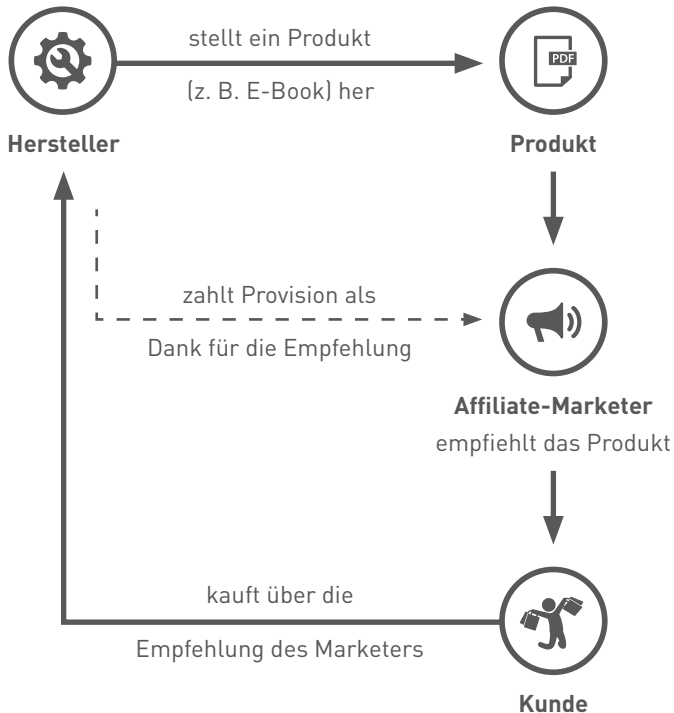 stellt ein Produkt
(z. B. E-Book) her
PDF
Hersteller
Produkt
zahlt Provision als
Dank für die Empfehlung
Affiliate-Marketer
empfiehlt das Produkt
kauft über die
Empfehlung des Marketers
Kunde